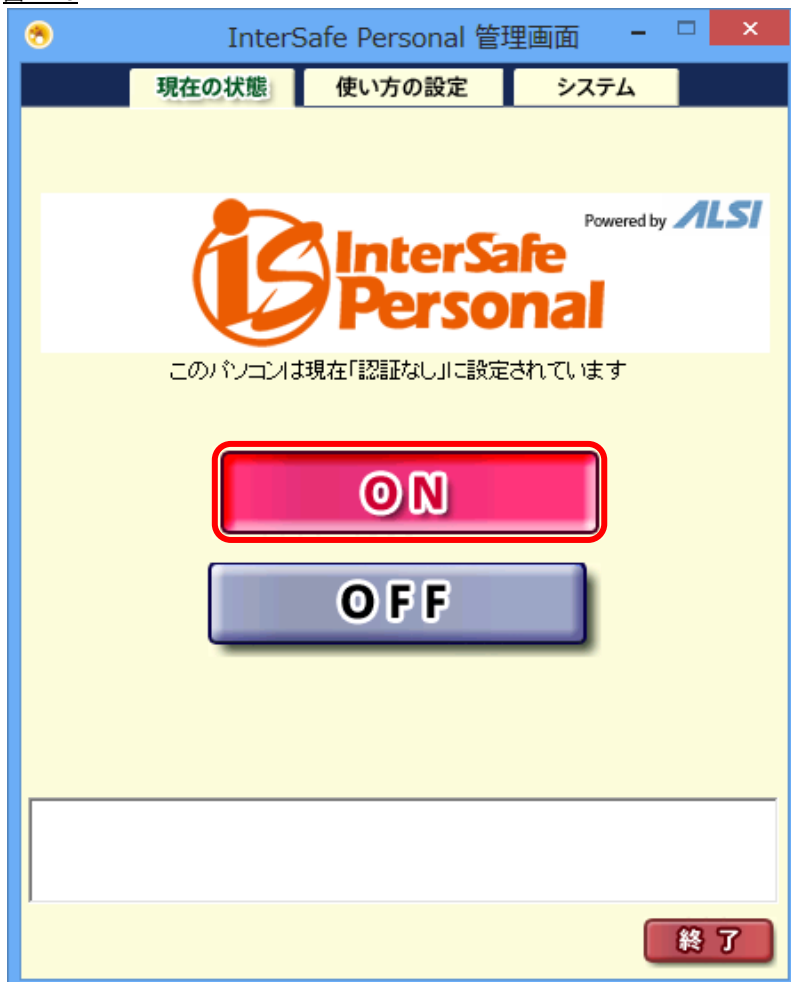 InterSafe Personal 管理画面
現在の状態 使い方の設定 システム
Powered by ALSI
iS InterSafe
Personal
このパソコンは現在「認証なし」に設定されています
ON
OFF
終了